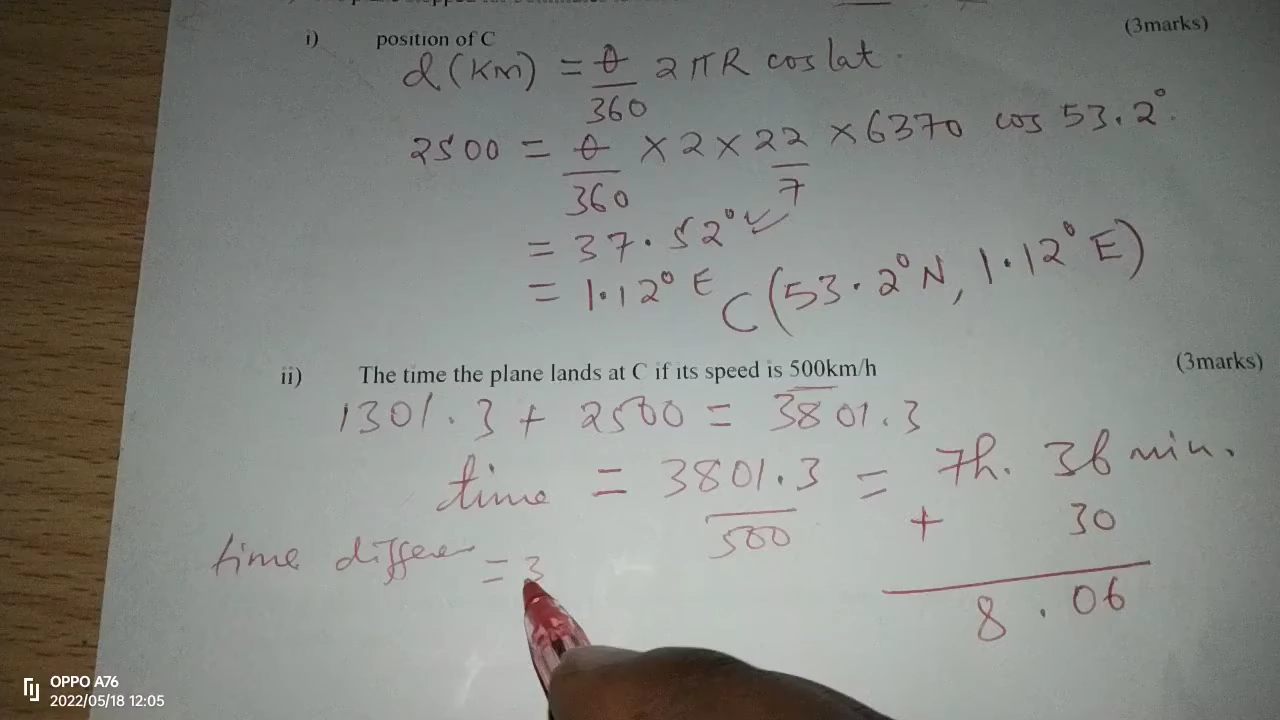 i) position of C (3marks)
d (Km) = θ/360 2πR cos lat.
2500 = θ/360 × 2 × 22/7 × 6370 cos 53.2°.
= 37.52°
= 1.12° E C (53.2° N, 1.12° E)
ii) The time the plane lands at C if its speed is 500km/h (3marks)
1301.3 + 2500 = 3801.3
time = 3801.3/500 = 7h. 36 min.
+ 30
time differen = 3
8.06
OPPO A76
2022/05/18 12:05